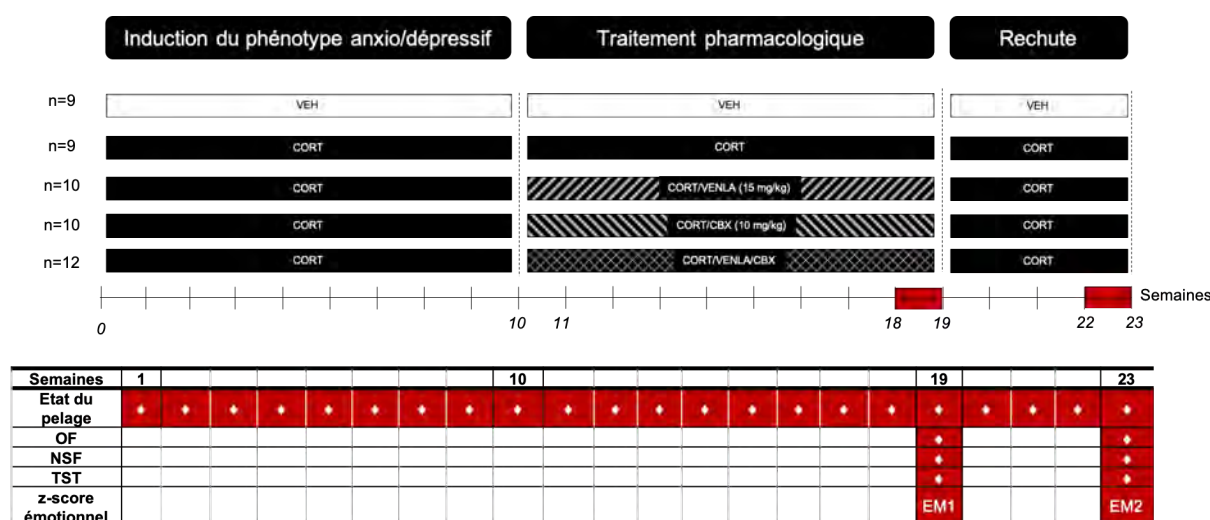 Induction du phénotype anxio/dépressif Traitement pharmacologique Rechute
n=9 VEH VEH VEH
n=9 CORT CORT CORT
n=10 CORT CORT/VENLA (15 mg/kg) CORT
n=10 CORT CORT/CBX (10 mg/kg) CORT
n=12 CORT CORT/VENLA/CBX CORT
Semaines
0 10 11 18 19 22 23
Semaines 1 10 19 23
Etat du
pelage
OF
NSF
TST
z-score
émotionnel EM1 EM2